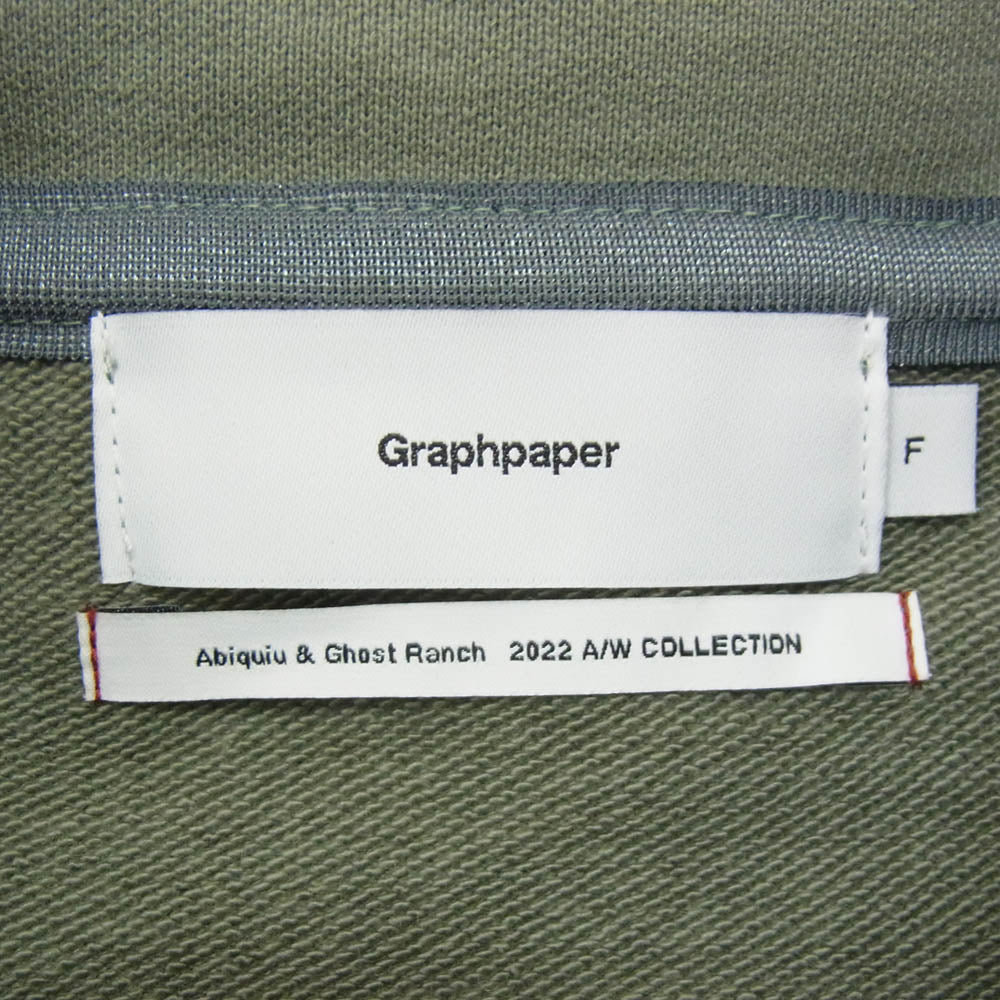 Graphpaper
F
Abiquiu & Ghost Ranch 2022 A/W COLLECTION